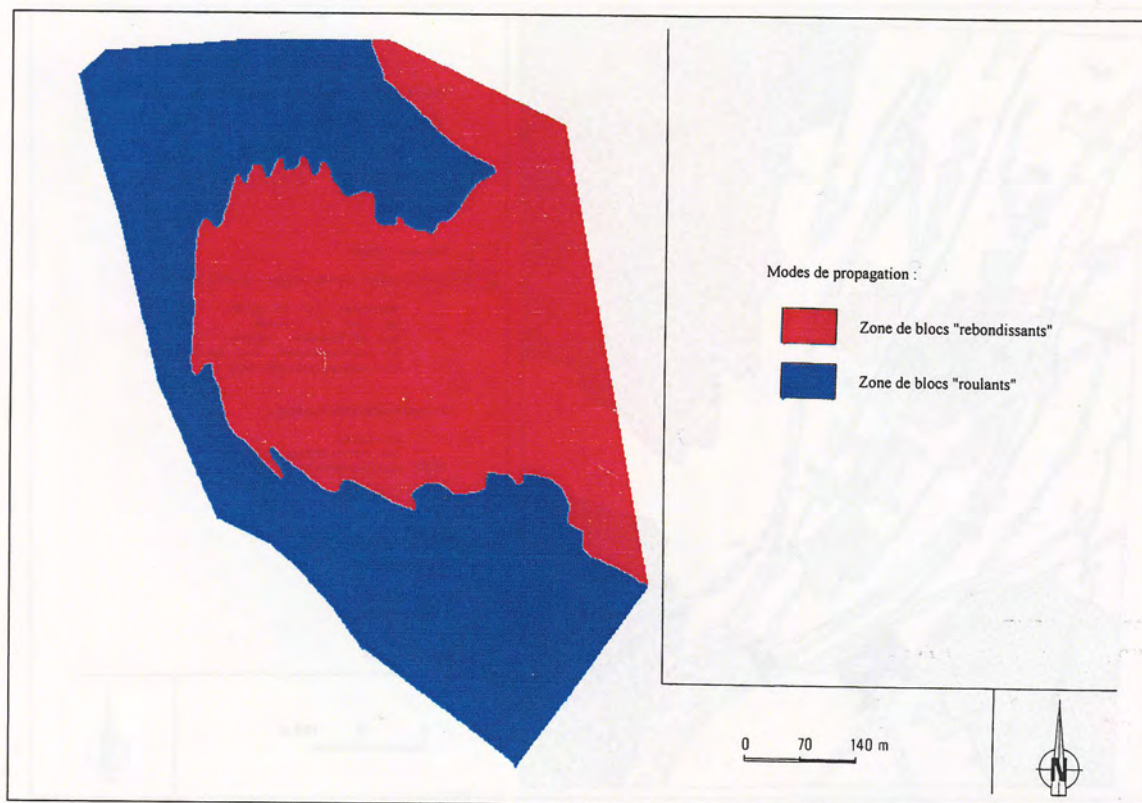 Modes de propagation :
Zone de blocs "rebondissants"
Zone de blocs "roulants"
0 70 140 m
N